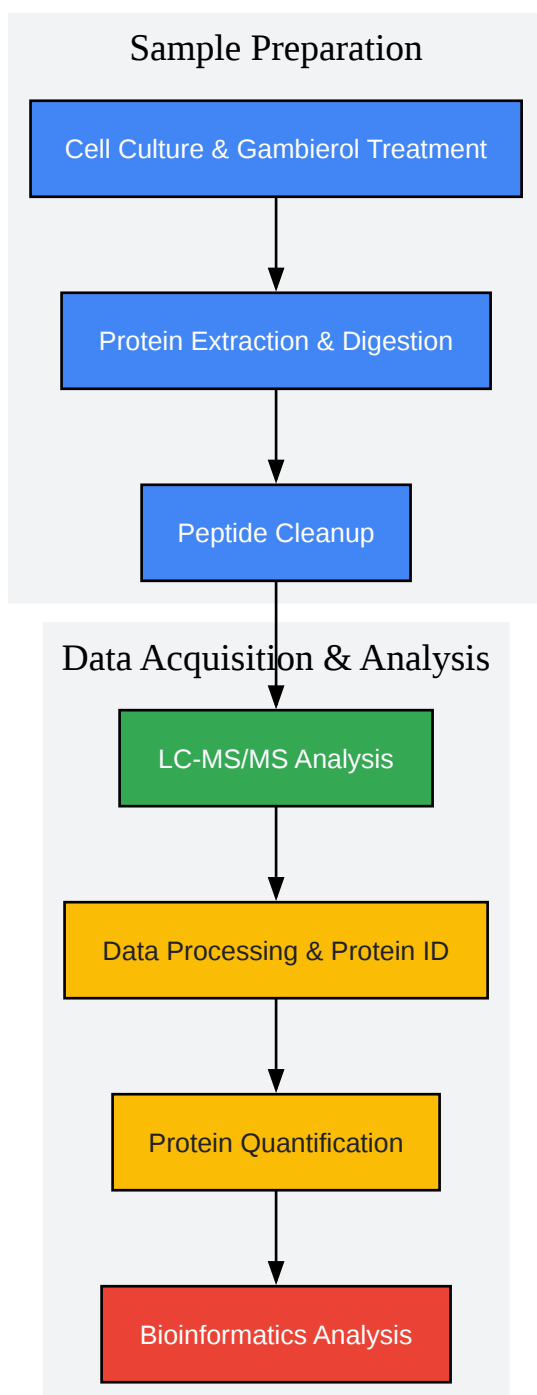 Sample Preparation
Cell Culture & Gambierol Treatment
Protein Extraction & Digestion
Peptide Cleanup
Data Acquisition & Analysis
LC-MS/MS Analysis
Data Processing & Protein ID
Protein Quantification
Bioinformatics Analysis